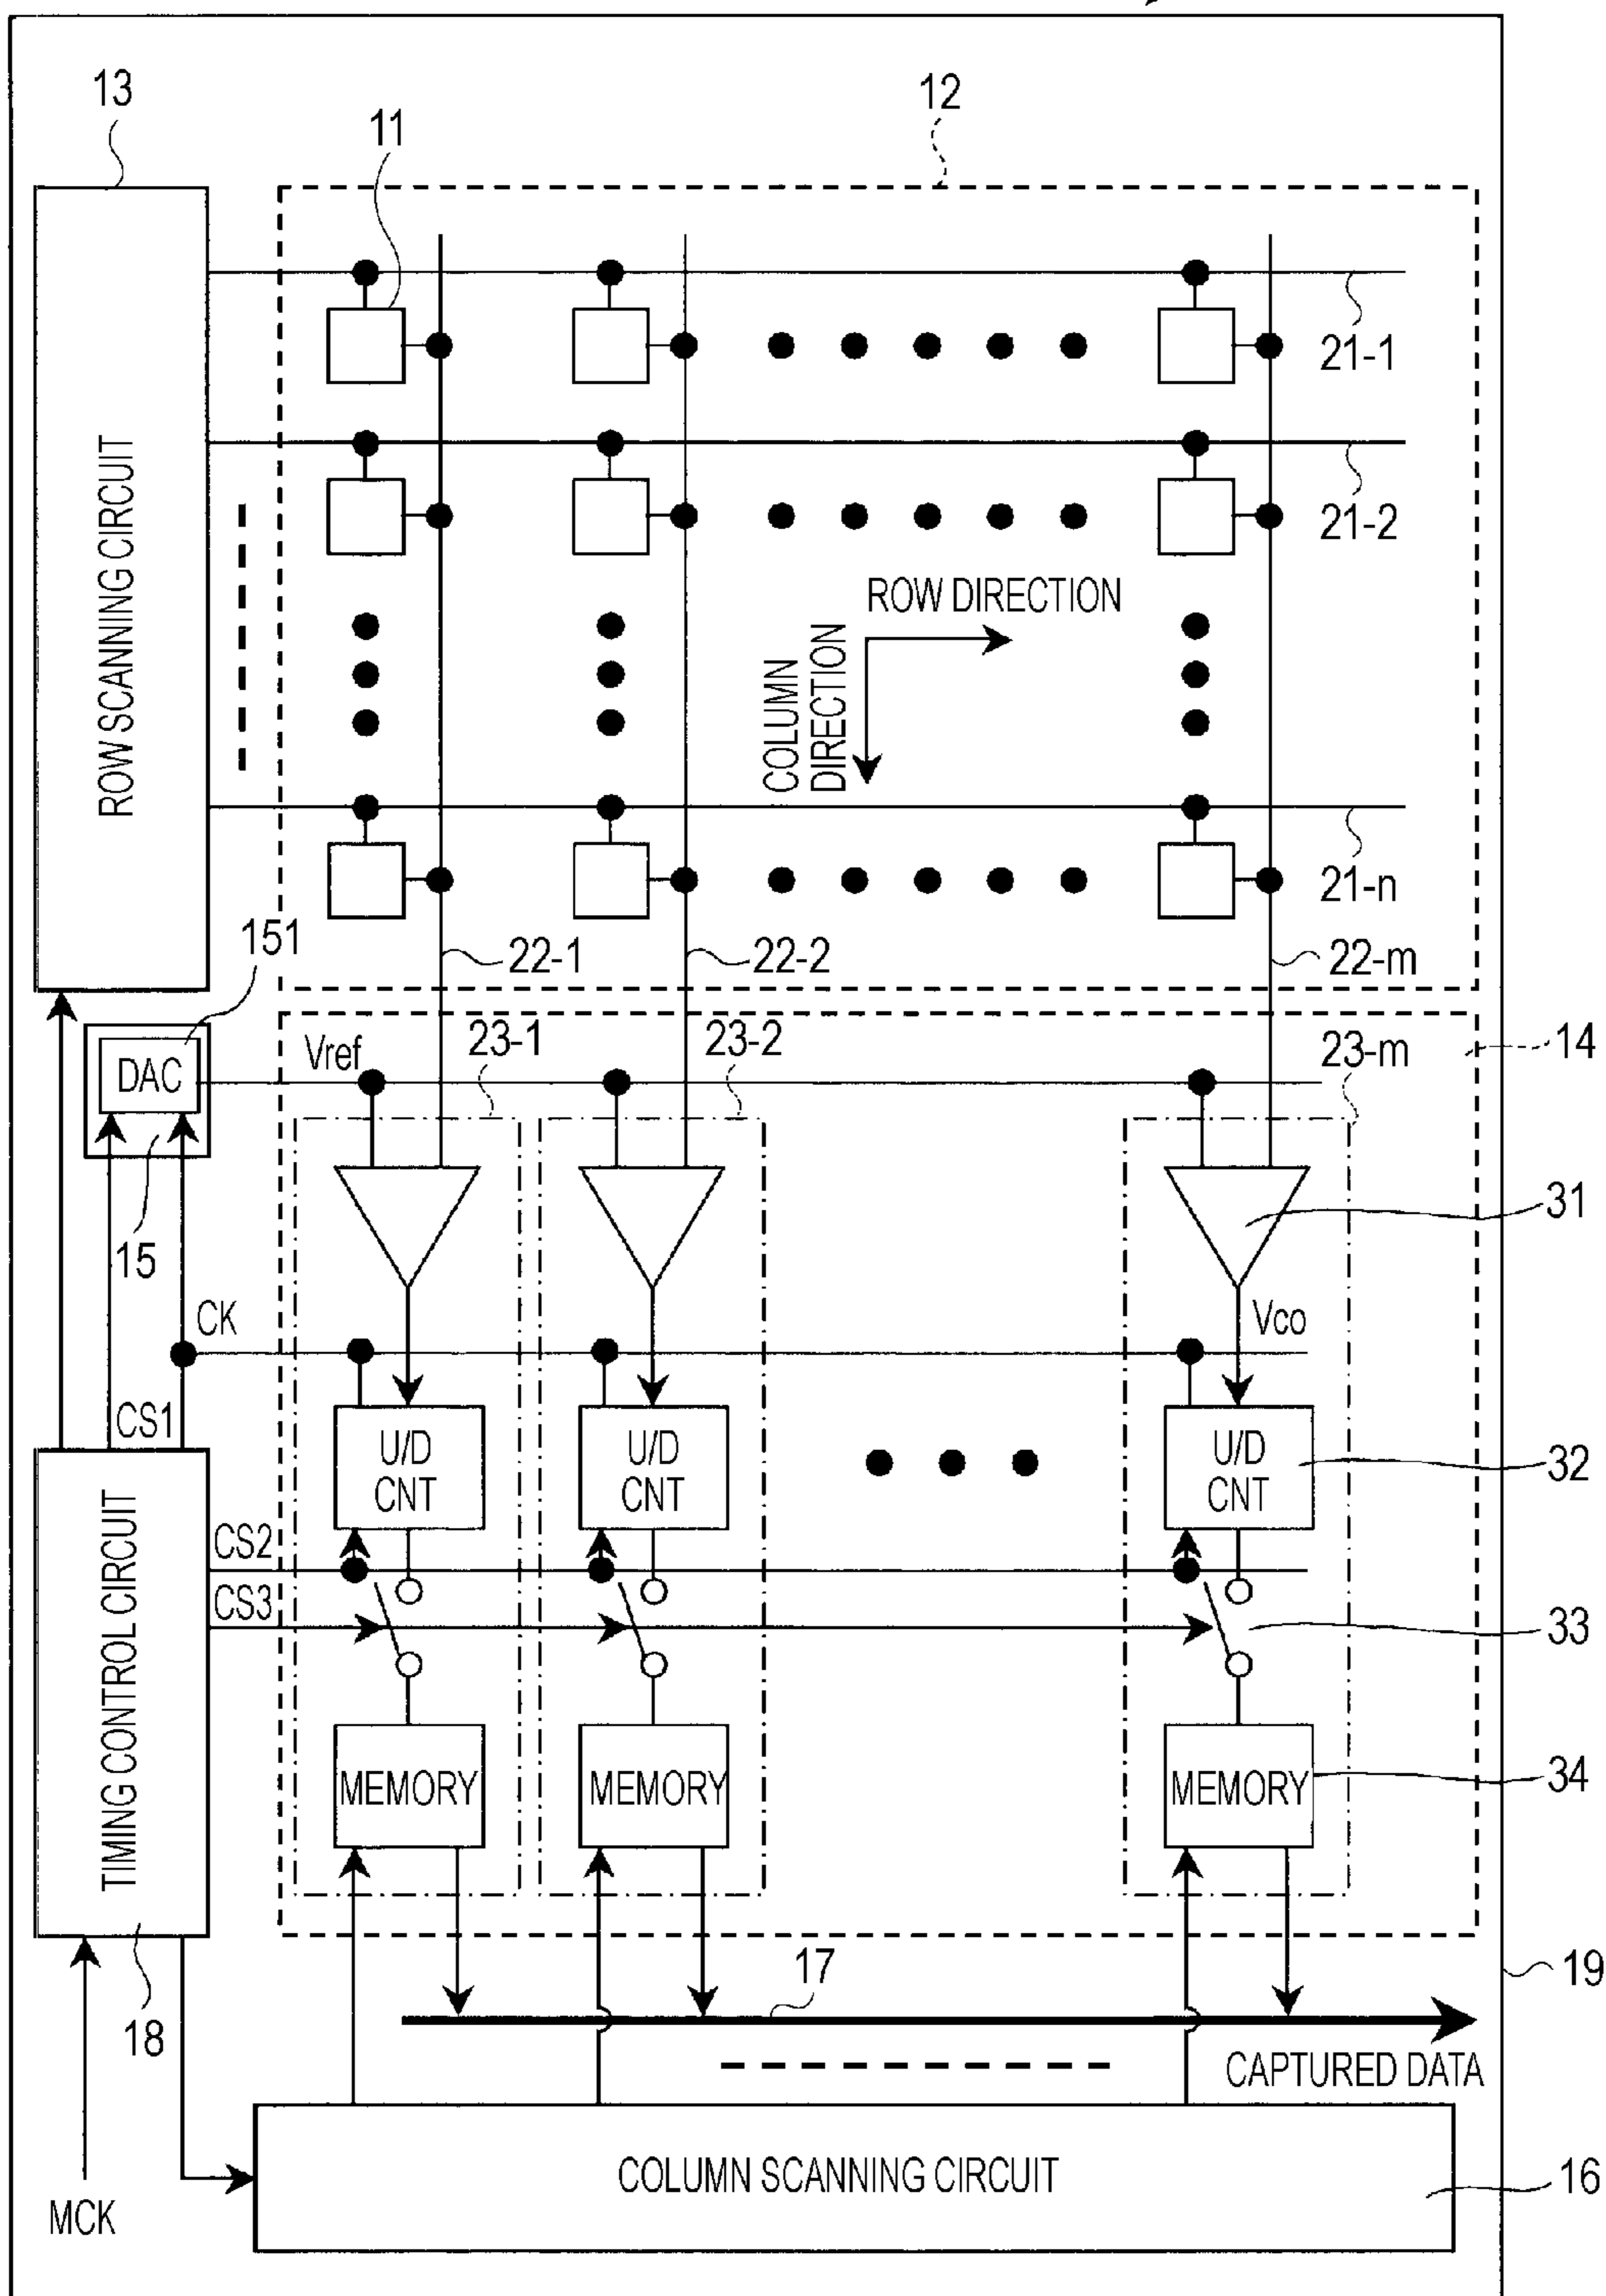 13
11
12
21-1
ROW SCANNING CIRCUIT
21-2
ROW DIRECTION
COLUMN
DIRECTION
21-n
151
22-1
22-2
22-m
DAC
Vref
23-1
23-2
23-m
14
15
31
CK
Vco
CS1
U/D
CNT
U/D
CNT
U/D
CNT
32
TIMING CONTROL CIRCUIT
CS2
CS3
33
MEMORY
MEMORY
MEMORY
34
17
19
18
CAPTURED DATA
COLUMN SCANNING CIRCUIT
16
MCK